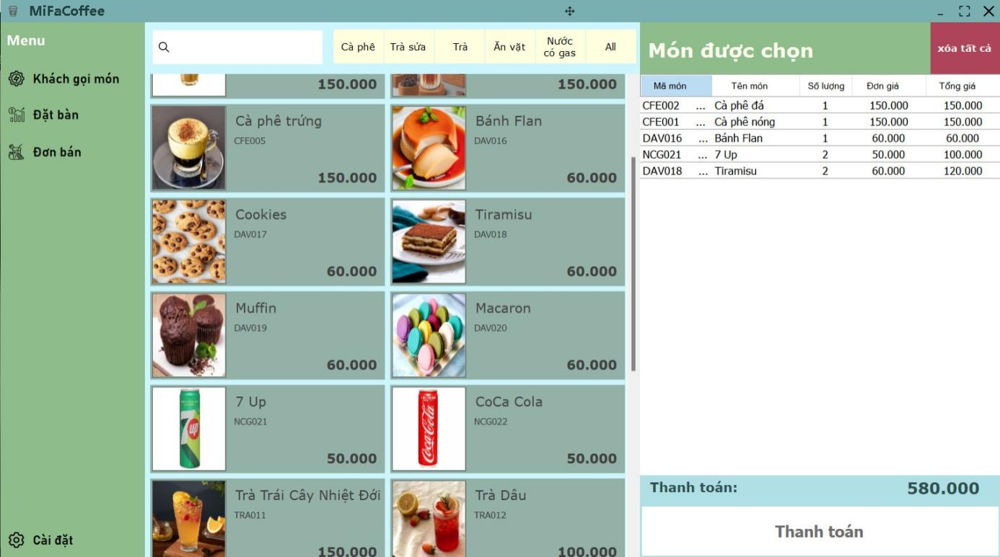 MiFaCoffee
Menu
Khách gọi món
Đặt bàn
Đơn bán
Cài đặt
Cà phê
Trà sữa
Trà
Ăn vặt
Nước
có gas
All
150.000
150.000
Cà phê trứng
CFE005
150.000
Bánh Flan
DAV016
60.000
Cookies
DAV017
60.000
Tiramisu
DAV018
60.000
Muffin
DAV019
60.000
Macaron
DAV020
60.000
7 Up
NCG021
50.000
7
up
CoCa Cola
NCG022
50.000
Coca-Cola
Trà Trái Cây Nhiệt Đới
TRA011
150.000
Trà Dâu
TRA012
100.000
Món được chọn
xóa tất cả
Mã món Tên món Số lượng Đơn giá Tổng giá
CFE002 ... Cà phê đá 1 150.000 150.000
CFE001 ... Cà phê nóng 1 150.000 150.000
DAV016 ... Bánh Flan 1 60.000 60.000
NCG021 ... 7 Up 2 50.000 100.000
DAV018 ... Tiramisu 2 60.000 120.000
Thanh toán: 580.000
Thanh toán